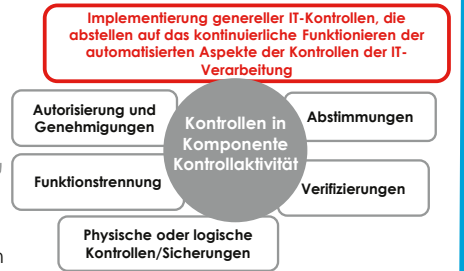 Implementierung genereller IT-Kontrollen, die
abstellen auf das kontinuierliche Funktionieren der
automatisierten Aspekte der Kontrollen der IT-
Verarbeitung
Autorisierung und
Genehmigungen
Kontrollen in
Komponente
Kontrollaktivität
Abstimmungen
Funktionstrennung
Verifizierungen
Physische oder logische
Kontrollen/Sicherungen